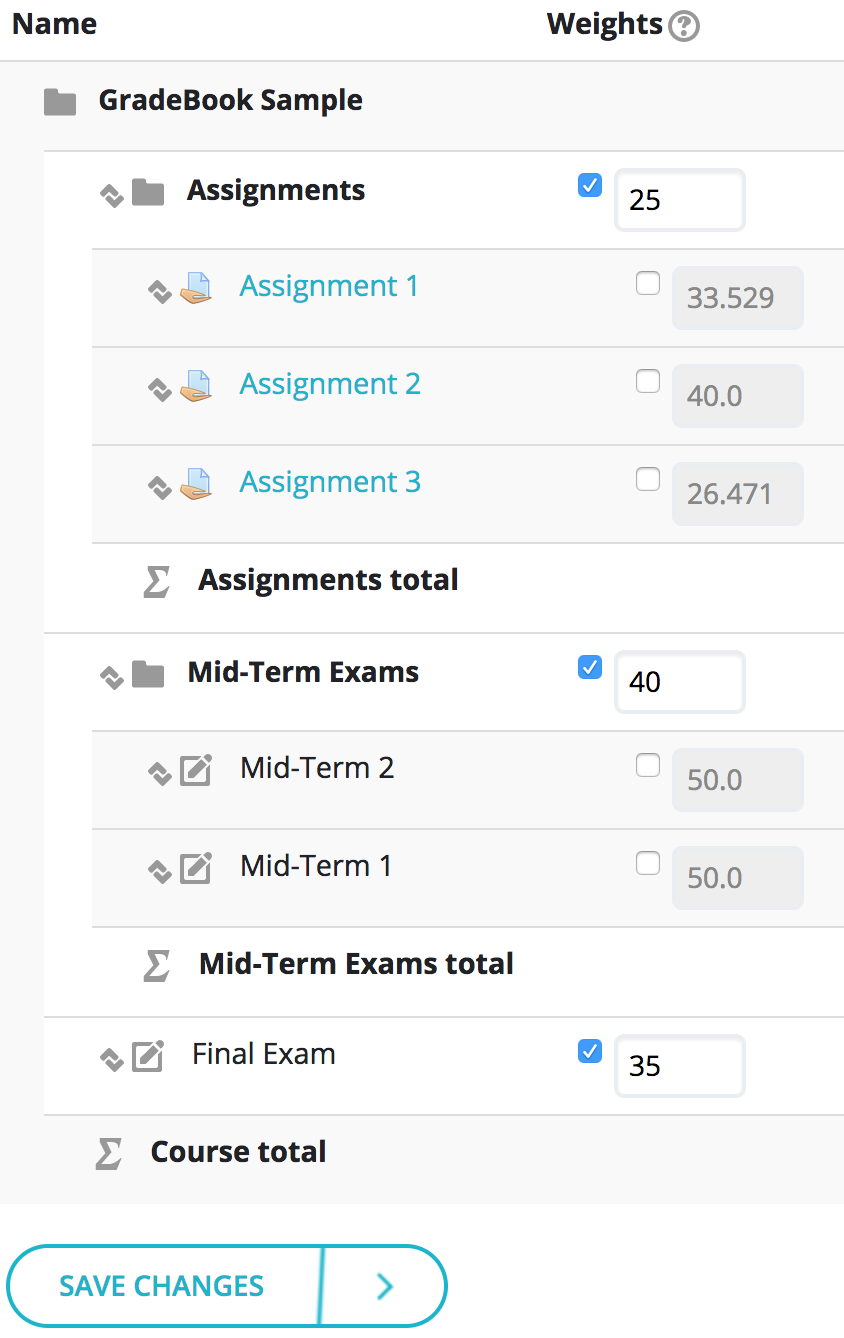 Name Weights ?
GradeBook Sample
Assignments 25
Assignment 1 33.529
Assignment 2 40.0
Assignment 3 26.471
Assignments total
Mid-Term Exams 40
Mid-Term 2 50.0
Mid-Term 1 50.0
Mid-Term Exams total
Final Exam 35
Course total
SAVE CHANGES